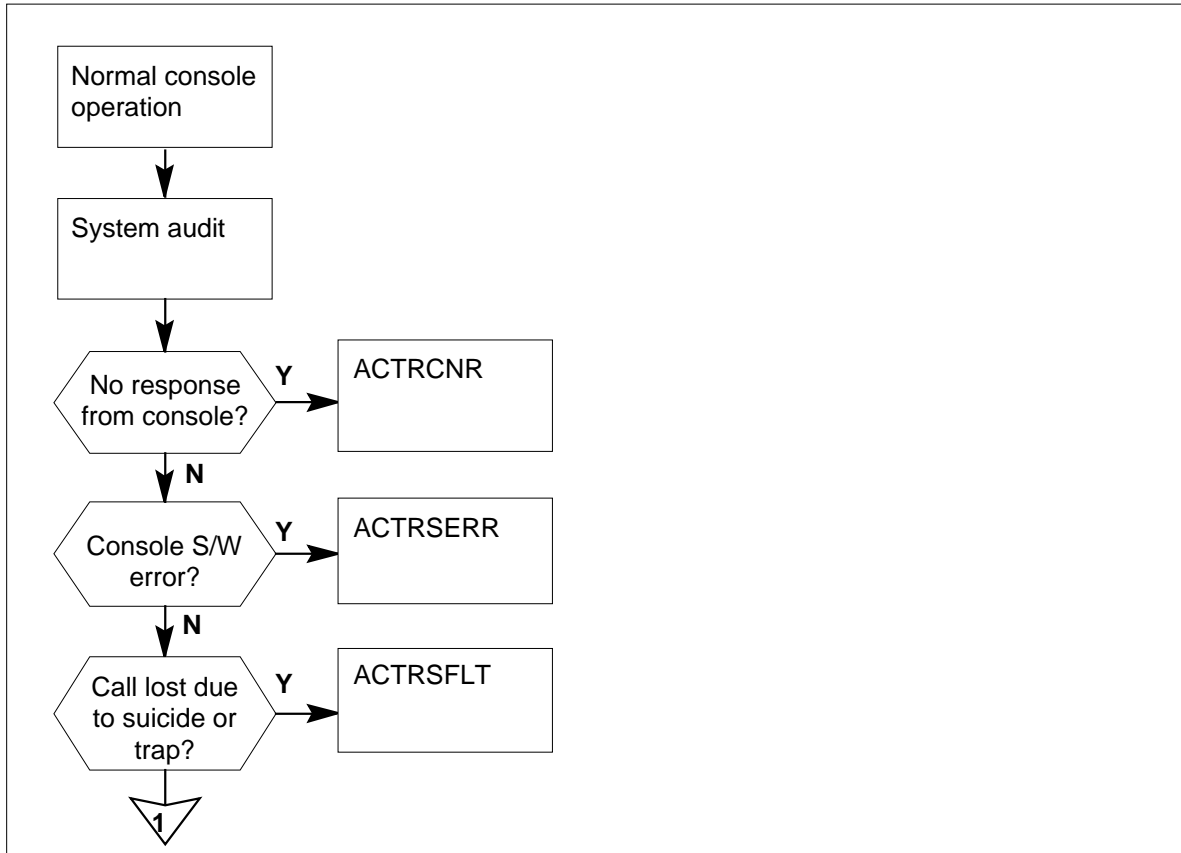 Normal console
operation
System audit
No response
from console?
Y
ACTRCNR
N
Console S/W
error?
Y
ACTRSERR
N
Call lost due
to suicide or
trap?
Y
ACTRSFLT
1